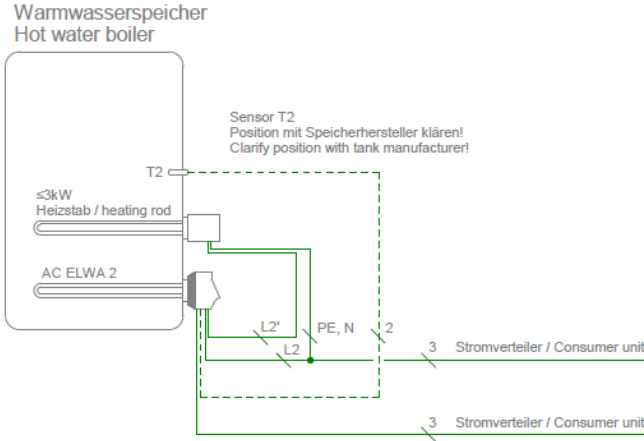 Warmwasserspeicher
Hot water boiler
Sensor T2
Position mit Speicherhersteller klären!
Clarify position with tank manufacturer!
T2
≤3kW
Heizstab / heating rod
AC ELWA 2
L2'
PE, N
2
L2
3 Stromverteiler / Consumer unit
3 Stromverteiler / Consumer unit